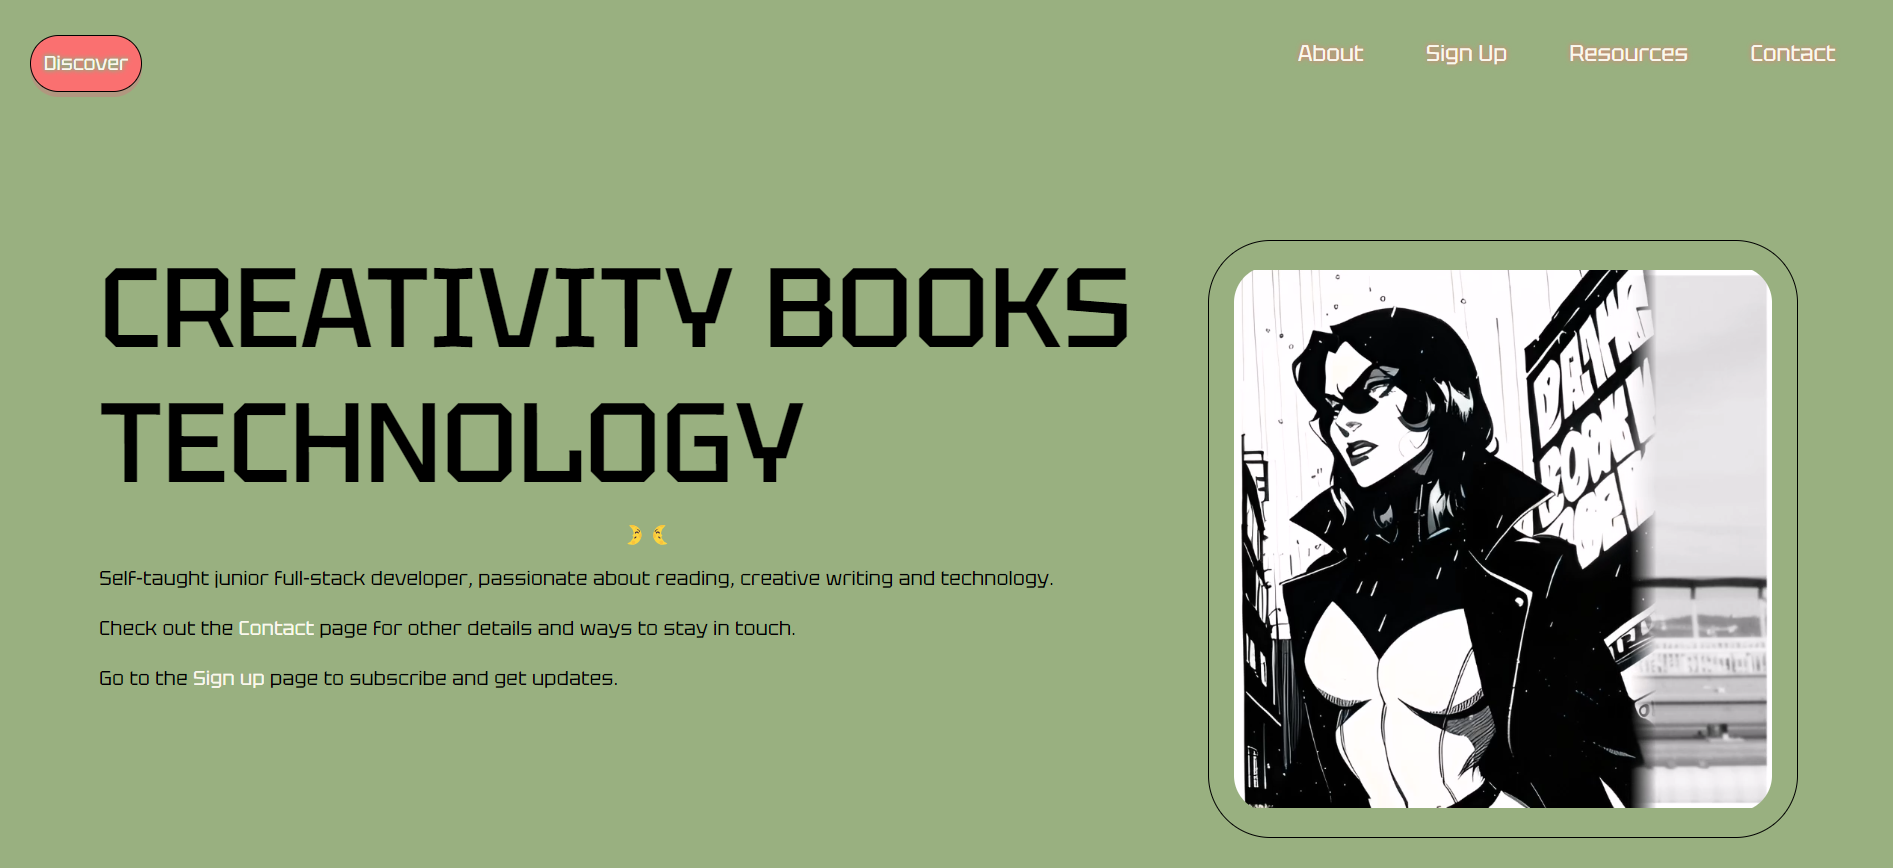 Discover
About Sign Up Resources Contact
CREATIVITY BOOKS
TECHNOLOGY
Self-taught junior full-stack developer, passionate about reading, creative writing and technology.
Check out the Contact page for other details and ways to stay in touch.
Go to the Sign up page to subscribe and get updates.